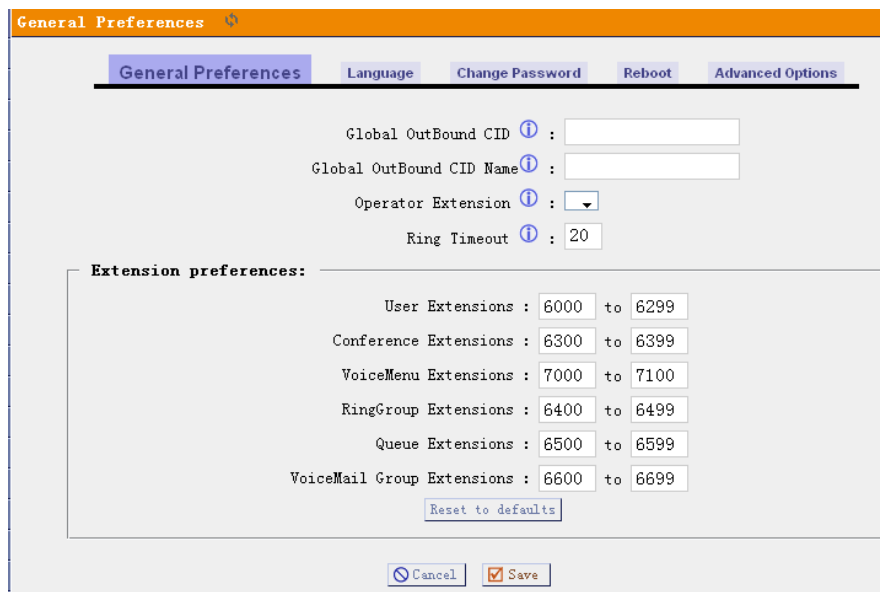 General Preferences
General Preferences Language Change Password Reboot Advanced Options
Global OutBound CID :
Global OutBound CID Name :
Operator Extension :
Ring Timeout : 20
Extension preferences:
User Extensions : 6000 to 6299
Conference Extensions : 6300 to 6399
VoiceMenu Extensions : 7000 to 7100
RingGroup Extensions : 6400 to 6499
Queue Extensions : 6500 to 6599
VoiceMail Group Extensions : 6600 to 6699
Reset to defaults
Cancel Save